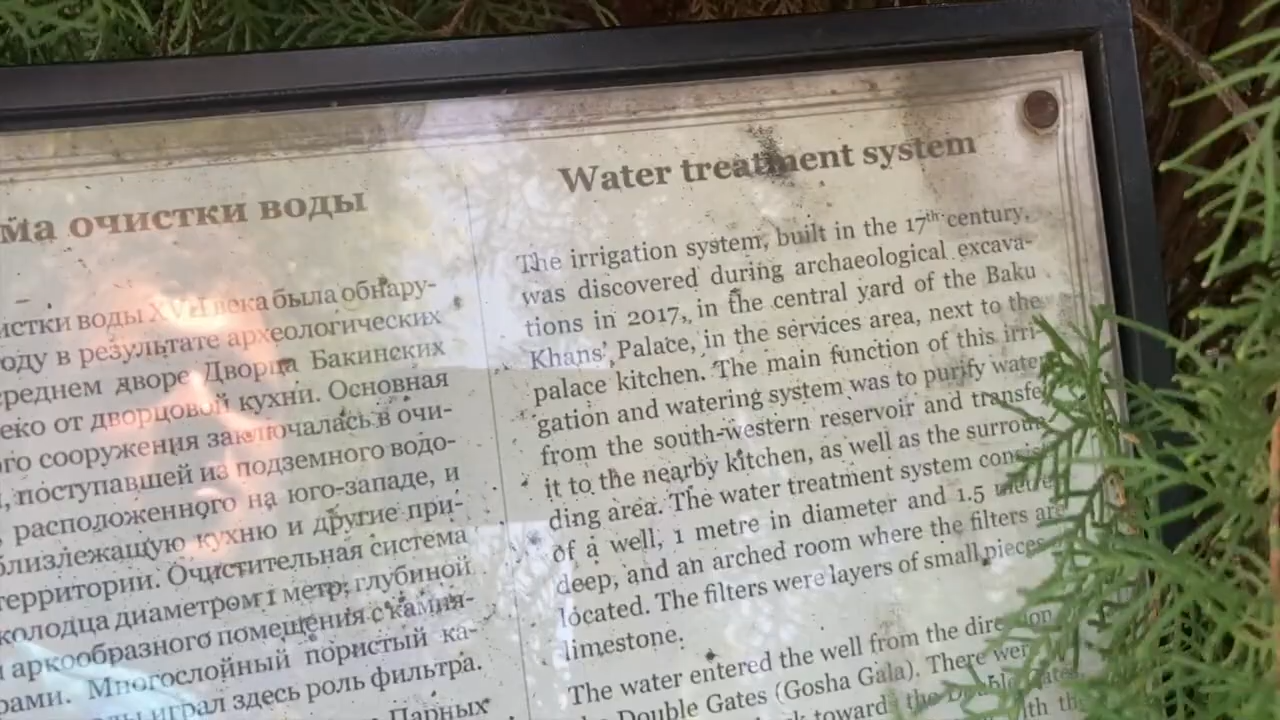 ма очистки воды
истки воды XVII века была обнару-
оду в результате археологических
реднем дворе Дворца Бакинских
еко от дворцовой кухни. Основная
го сооружения заключалась в очи-
, поступавшей из подземного водо-
, расположенного на юго-западе, и
близлежащую кухню и другие при-
территории. Очистительная система
колодца диаметром 1 метр, глубиной
и аркообразного помещения с камня-
рами. Многослойный пористый ка-
играл здесь роль фильтра.
Парных
Water treatment system
The irrigation system, built in the 17th century,
was discovered during archaeological excava-
tions in 2017, in the central yard of the Baku
Khans' Palace, in the services area, next to the
palace kitchen. The main function of this irri-
gation and watering system was to purify water
from the south-western reservoir and transfe
it to the nearby kitchen, as well as the surroun
ding area. The water treatment system consis
of a well, 1 metre in diameter and 1.5 metre
deep, and an arched room where the filters are
located. The filters were layers of small pieces
limestone.
The water entered the well from the direction
Double Gates (Gosha Gala). There were
toward the Double Gates
with the